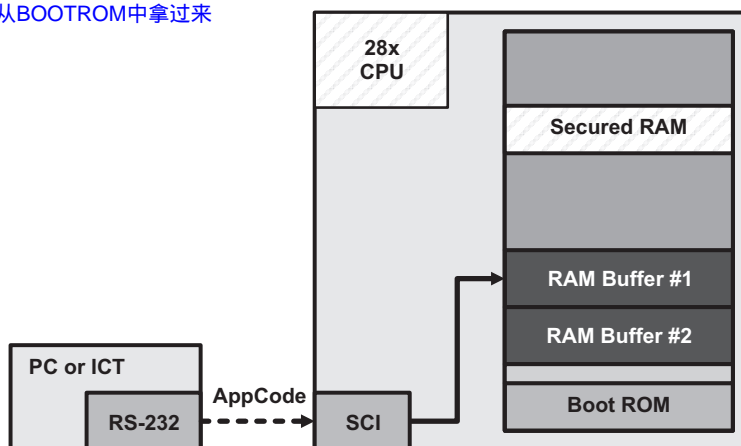 从BOOTROM中拿过来
28x
CPU
Secured RAM
RAM Buffer #1
RAM Buffer #2
Boot ROM
PC or ICT
RS-232
AppCode
SCI